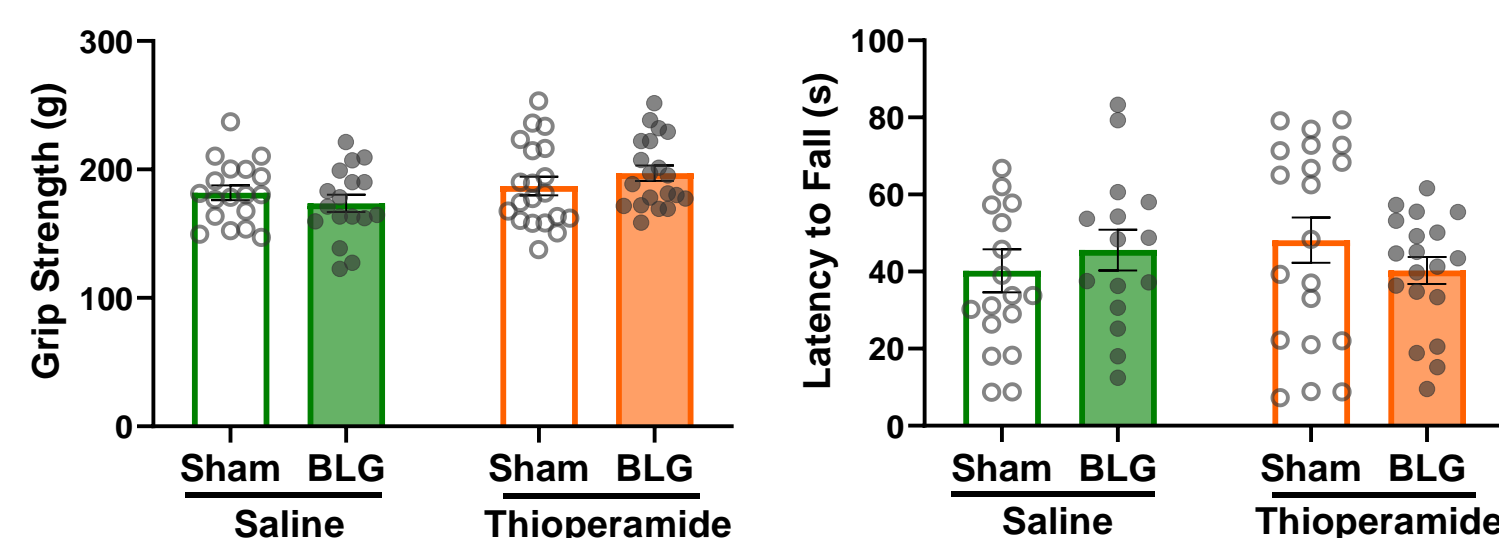 Grip Strength (g)
300
200
100
0
Sham BLG Sham BLG
Saline Thioperamide
Latency to Fall (s)
100
80
60
40
20
0
Sham BLG Sham BLG
Saline Thioperamide